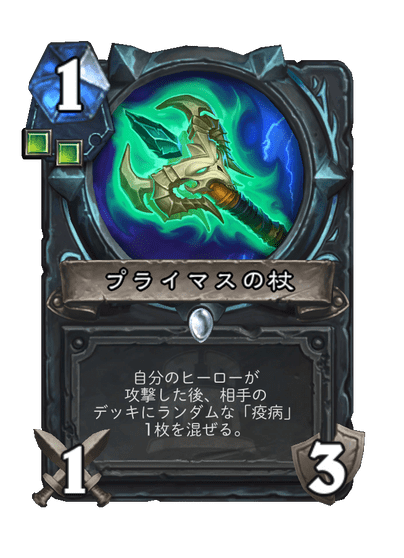 1
プライマスの杖
自分のヒーローが
攻撃した後、相手の
デッキにランダムな「疫病」
1枚を混ぜる。
1
3